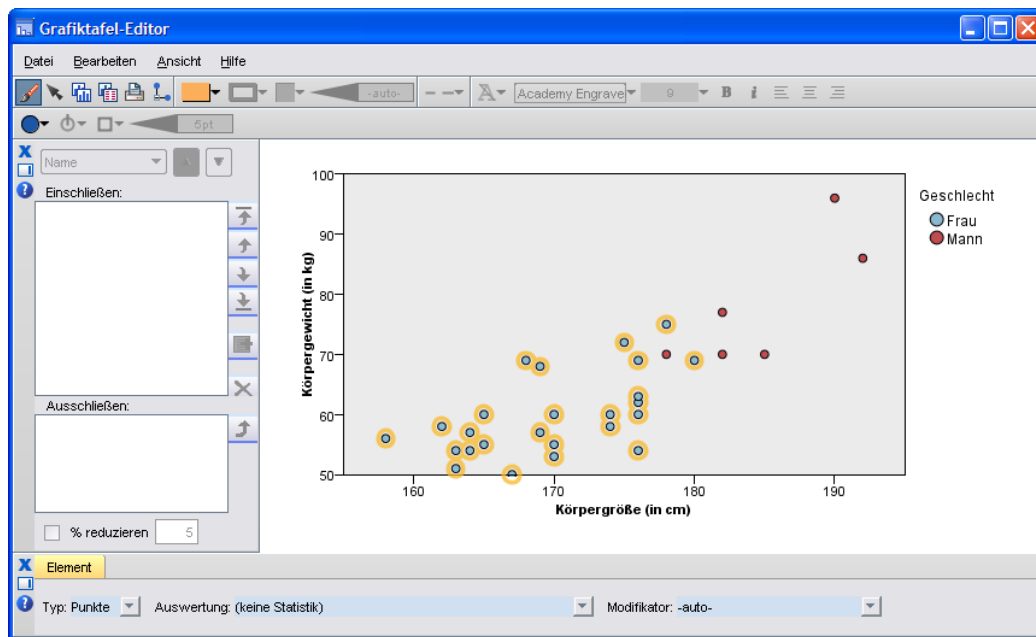 Grafiktafel-Editor
Datei Bearbeiten Ansicht Hilfe
-auto- Academy Engrave 9 B i
5pt
Name
Einschließen:
Ausschließen:
% reduzieren 5
100
90
80
70
60
50
Körpergewicht (in kg)
160 170 180 190
Körpergröße (in cm)
Geschlecht
Frau
Mann
Element
Typ: Punkte Auswertung: (keine Statistik) Modifikator: -auto-